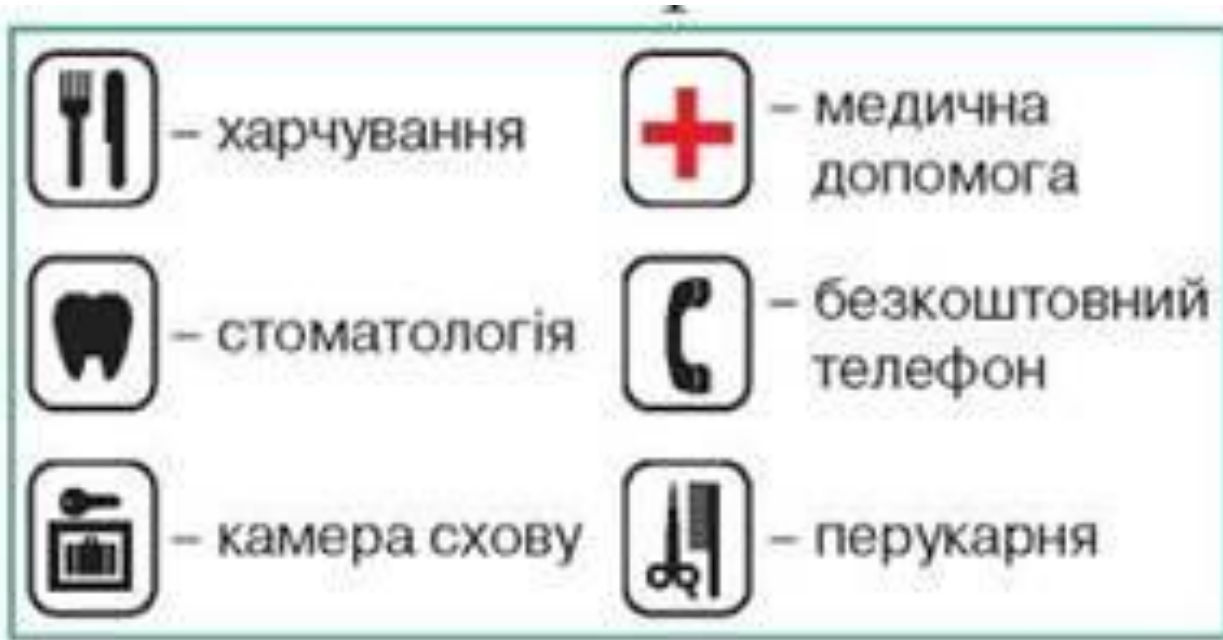 – харчування
– медична
допомога
– стоматологія
– безкоштовний
телефон
– камера схову
– перукарня